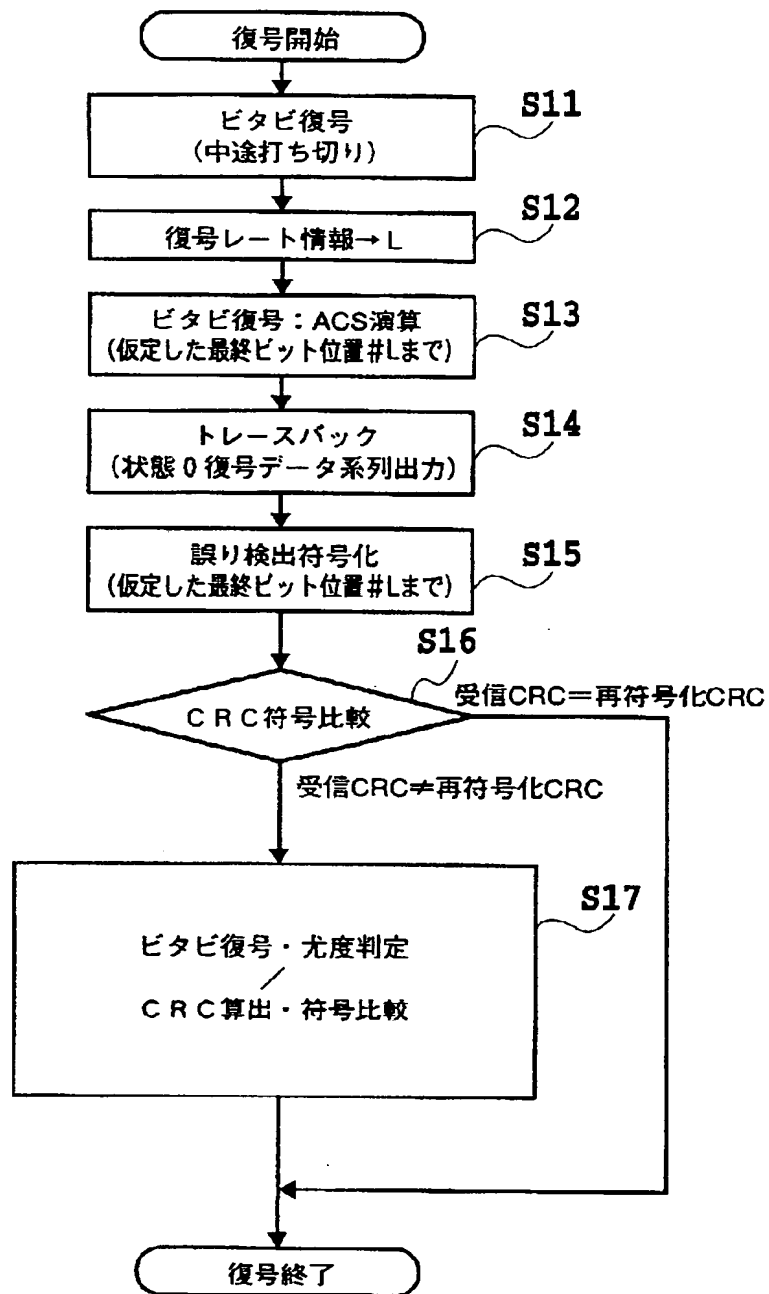 復号開始
ビタビ復号
(中途打ち切り)
S11
復号レート情報→L
S12
ビタビ復号：ACS演算
(仮定した最終ビット位置#Lまで)
S13
トレースバック
(状態0復号データ系列出力)
S14
誤り検出符号化
(仮定した最終ビット位置#Lまで)
S15
S16
CRC符号比較
受信CRC＝再符号化CRC
受信CRC≠再符号化CRC
S17
ビタビ復号・尤度判定
／
CRC算出・符号比較
復号終了